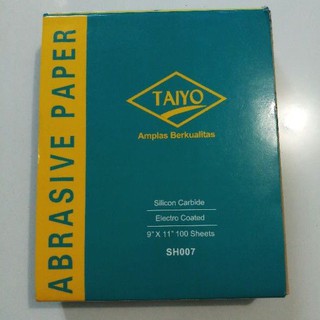 ABRASIVE PAPER
TAIYO
Amplas Berkualitas
Silicon Carbide
Electro Coated
9" X 11" 100 Sheets
SH007